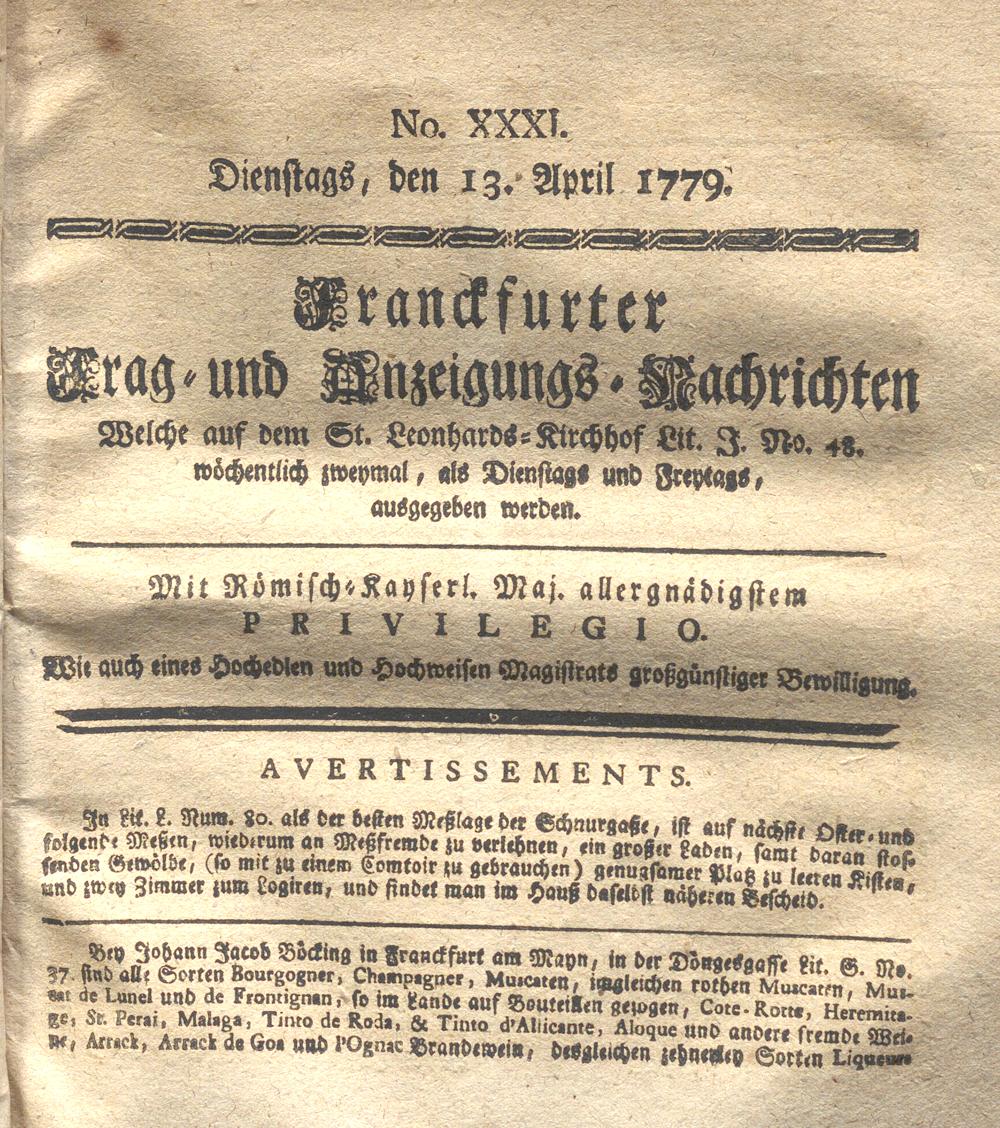 No. XXXI.
Dienstags, den 13. April 1779.
Franckfurter
Frag-und Anzeigungs-Nachrichten
Welche auf dem St. Leonhards-Kirchhof Lit. J. No. 48.
wöchentlich zweymal, als Dienstags und Freytags,
ausgegeben werden.
Mit Römisch-Kayserl. Maj. allergnädigstem
PRIVILEGIO.
Wie auch eines Hochedlen und Hochweisen Magistrats großgünstiger Bewilligung.
AVERTISSEMENTS.
In Lit. L. Num. 80. als der besten Meßlage der Schnurgaße, ist auf nächste Oster-und
folgende Meßen, wiederum an Meßfremde zu verlehnen, ein großer Laden, samt daran stos-
senden Gewölbe, (so mit zu einem Comtoir zu gebrauchen) genugsamer Platz zu leeren Kisten,
und zwey Zimmer zum Logiren, und findet man im Hauß daselbst näheren Bescheid.
Bey Johann Jacob Böcking in Franckfurt am Mayn, in der Döngesgasse Lit. G. No.
37. sind alle Sorten Bourgogner, Champagner, Muscaten, imgleichen rothen Muscaten, Mus-
cat de Lunel und de Frontignan, so im Lande auf Bouteillen gezogen, Cote-Rotte, Heremita-
ge, St. Perai, Malaga, Tinto de Roda, & Tinto d'Allicante, Aloque und andere fremde Wei-
ne, Arrack, Arrack de Goa und l'Ognac Brandewein, desgleichen zehnerley Sorten Liqueurs